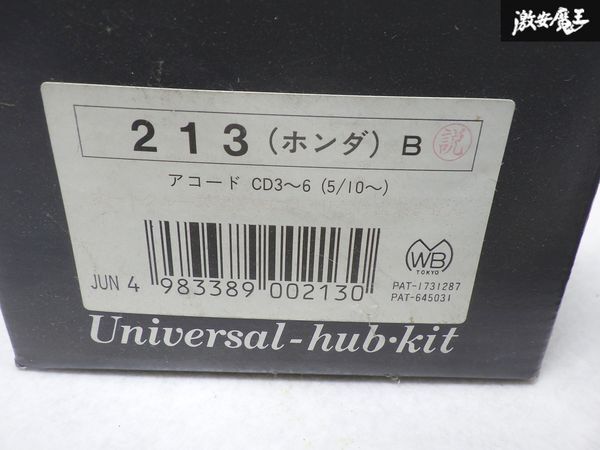 激安魔王
213 (ホンダ) B 説
アコード CD3〜6 (5/10〜)
JUN 4 983389 002130
WB
TOKYO
PAT-1731287
PAT-645031
Universal-hub·kit